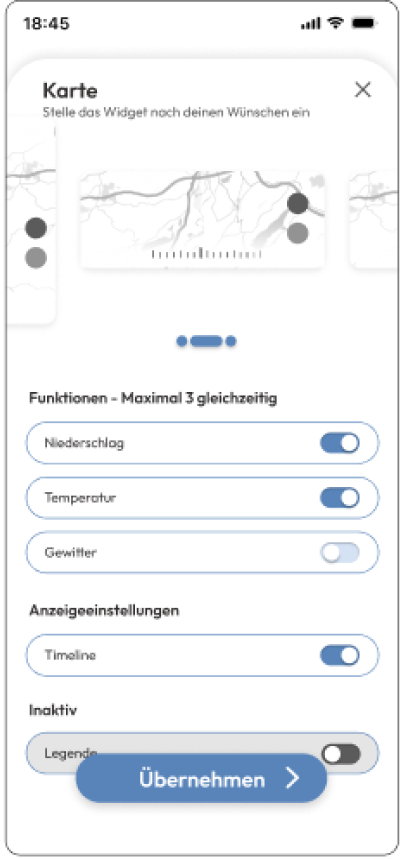 18:45
Karte
Stelle das Widget nach deinen Wünschen ein
Funktionen - Maximal 3 gleichzeitig
Niederschlag
Temperatur
Gewitter
Anzeigeeinstellungen
Timeline
Inaktiv
Legende
Übernehmen